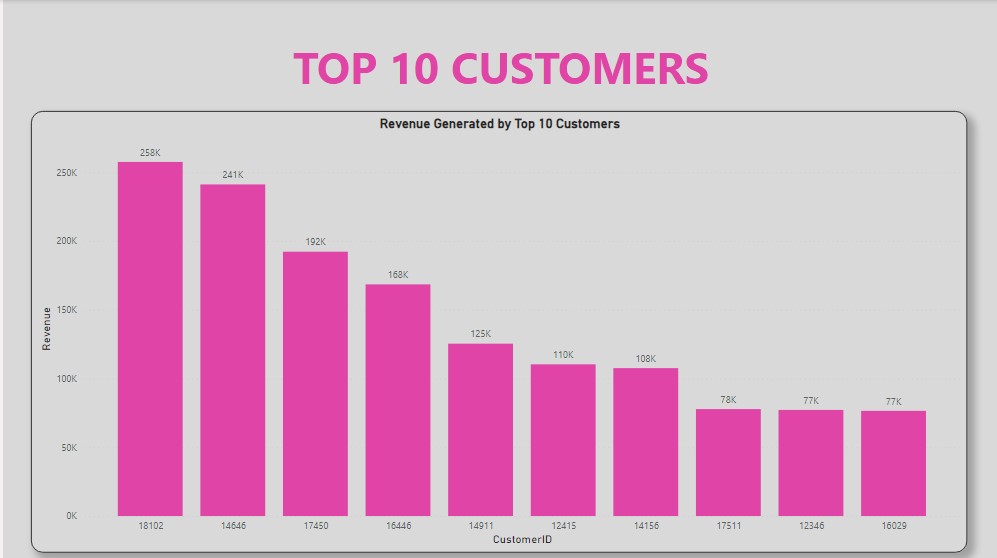 TOP 10 CUSTOMERS
Revenue Generated by Top 10 Customers
Revenue
250K
200K
150K
100K
50K
0K
258K
241K
192K
168K
125K
110K
108K
78K
77K
77K
18102 14646 17450 16446 14911 12415 14156 17511 12346 16029
CustomerID